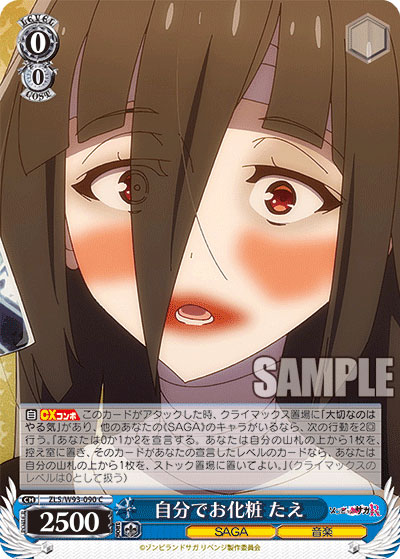 LEVEL
0
0
COST
SAMPLE
自 CXコンボ このカードがアタックした時、クライマックス置場に「大切なのは
やる気」があり、他のあなたの《SAGA》のキャラがいるなら、次の行動を2回
行う。『あなたは0か1か2を宣言する。あなたは自分の山札の上から1枚を、
控え室に置き、そのカードがあなたの宣言したレベルのカードなら、あなたは
自分の山札の上から1枚を、ストック置場に置いてよい。』(クライマックスの
レベルは0として扱う)
CH ZLS/W93-090 C
2500
自分でお化粧 たえ
SAGA
音楽
©ゾンビランドサガ リベンジ製作委員会